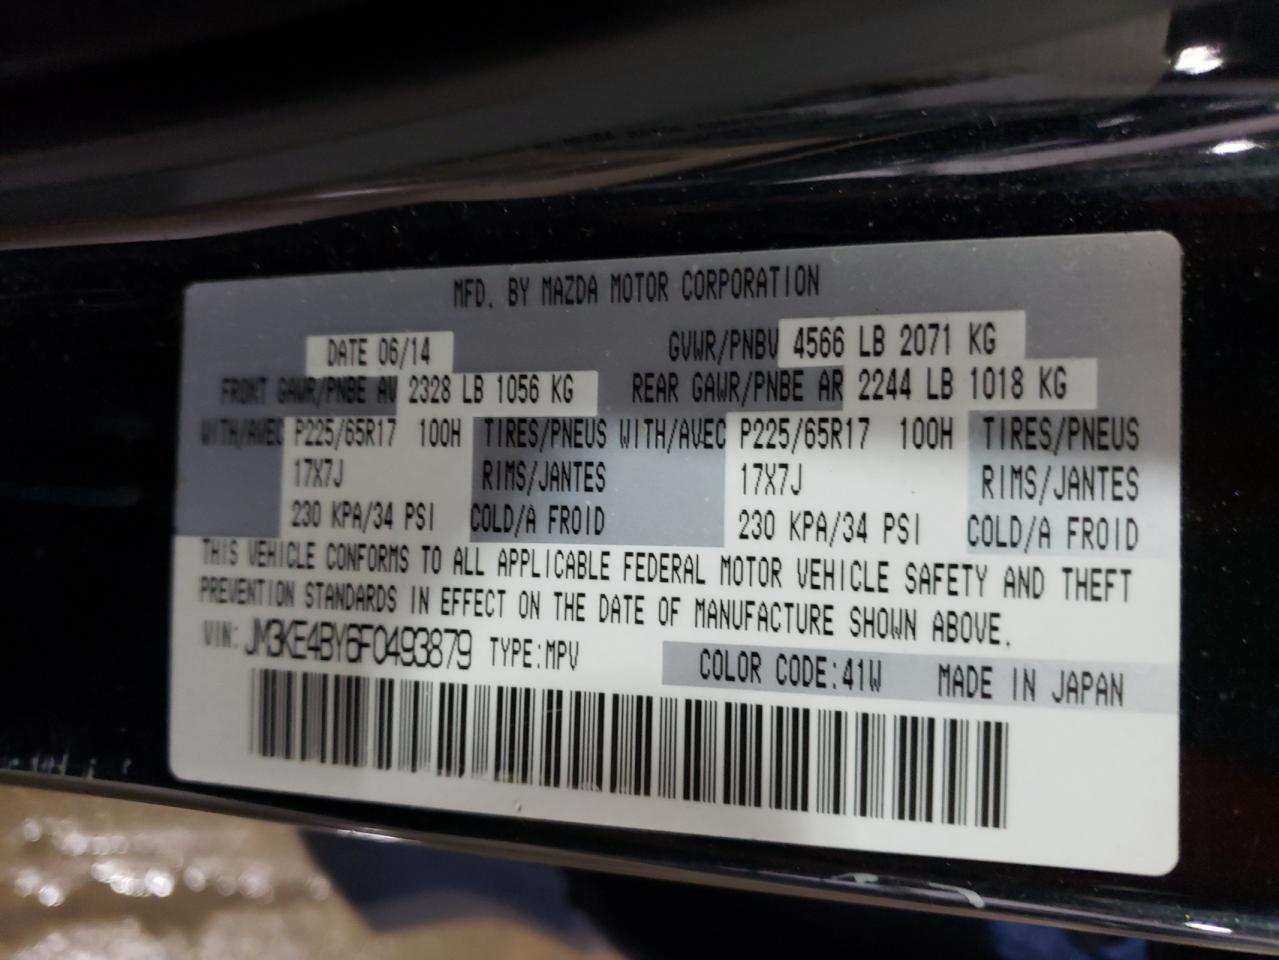 MFD. BY MAZDA MOTOR CORPORATION
DATE 06/14 GVWR/PNBV 4566 LB 2071 KG
FRONT GAWR/PNBE AV 2328 LB 1056 KG REAR GAWR/PNBE AR 2244 LB 1018 KG
WITH/AVEC P225/65R17 100H TIRES/PNEUS WITH/AVEC P225/65R17 100H TIRES/PNEUS
17X7J RIMS/JANTES 17X7J RIMS/JANTES
230 KPA/34 PSI COLD/A FROID 230 KPA/34 PSI COLD/A FROID
THIS VEHICLE CONFORMS TO ALL APPLICABLE FEDERAL MOTOR VEHICLE SAFETY AND THEFT
PREVENTION STANDARDS IN EFFECT ON THE DATE OF MANUFACTURE SHOWN ABOVE.
VIN: JM3KE4BY6F0493879 TYPE:MPV COLOR CODE:41W MADE IN JAPAN